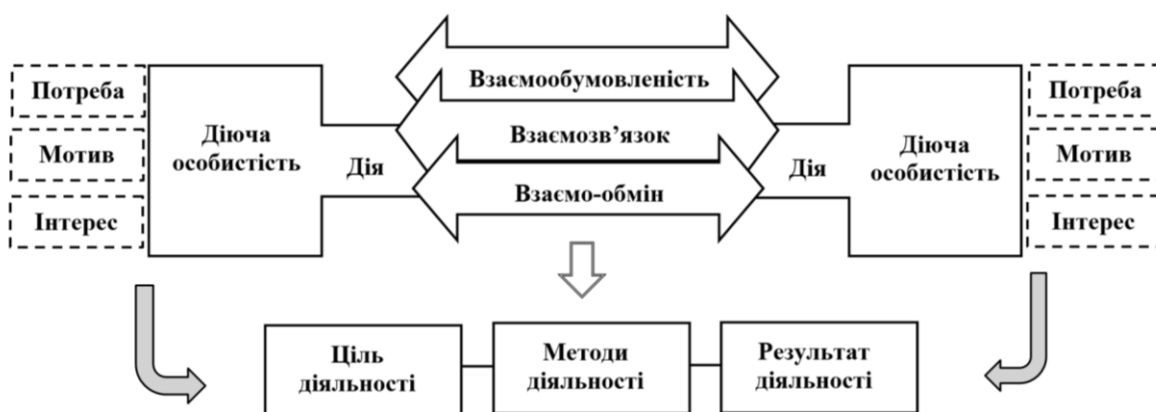 Потреба
Мотив
Інтерес
Діюча
особистість
Дія
Взаємообумовленість
Взаємозв’язок
Взаємо-обмін
Дія
Діюча
особистість
Потреба
Мотив
Інтерес
Ціль
діяльності
Методи
діяльності
Результат
діяльності